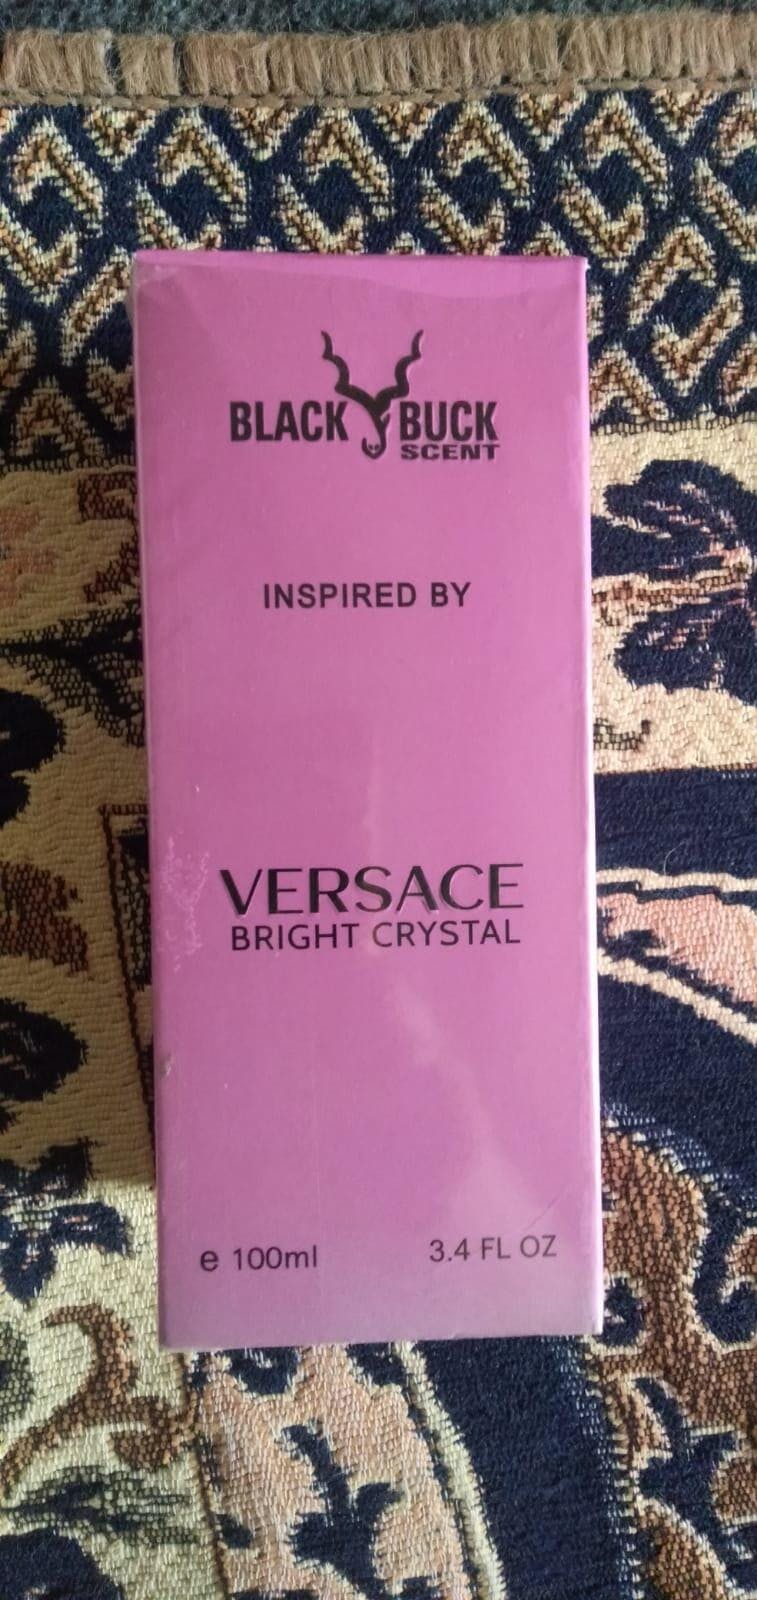 BLACK BUCK
SCENT
INSPIRED BY
VERSACE
BRIGHT CRYSTAL
e 100ml 3.4 FL OZ